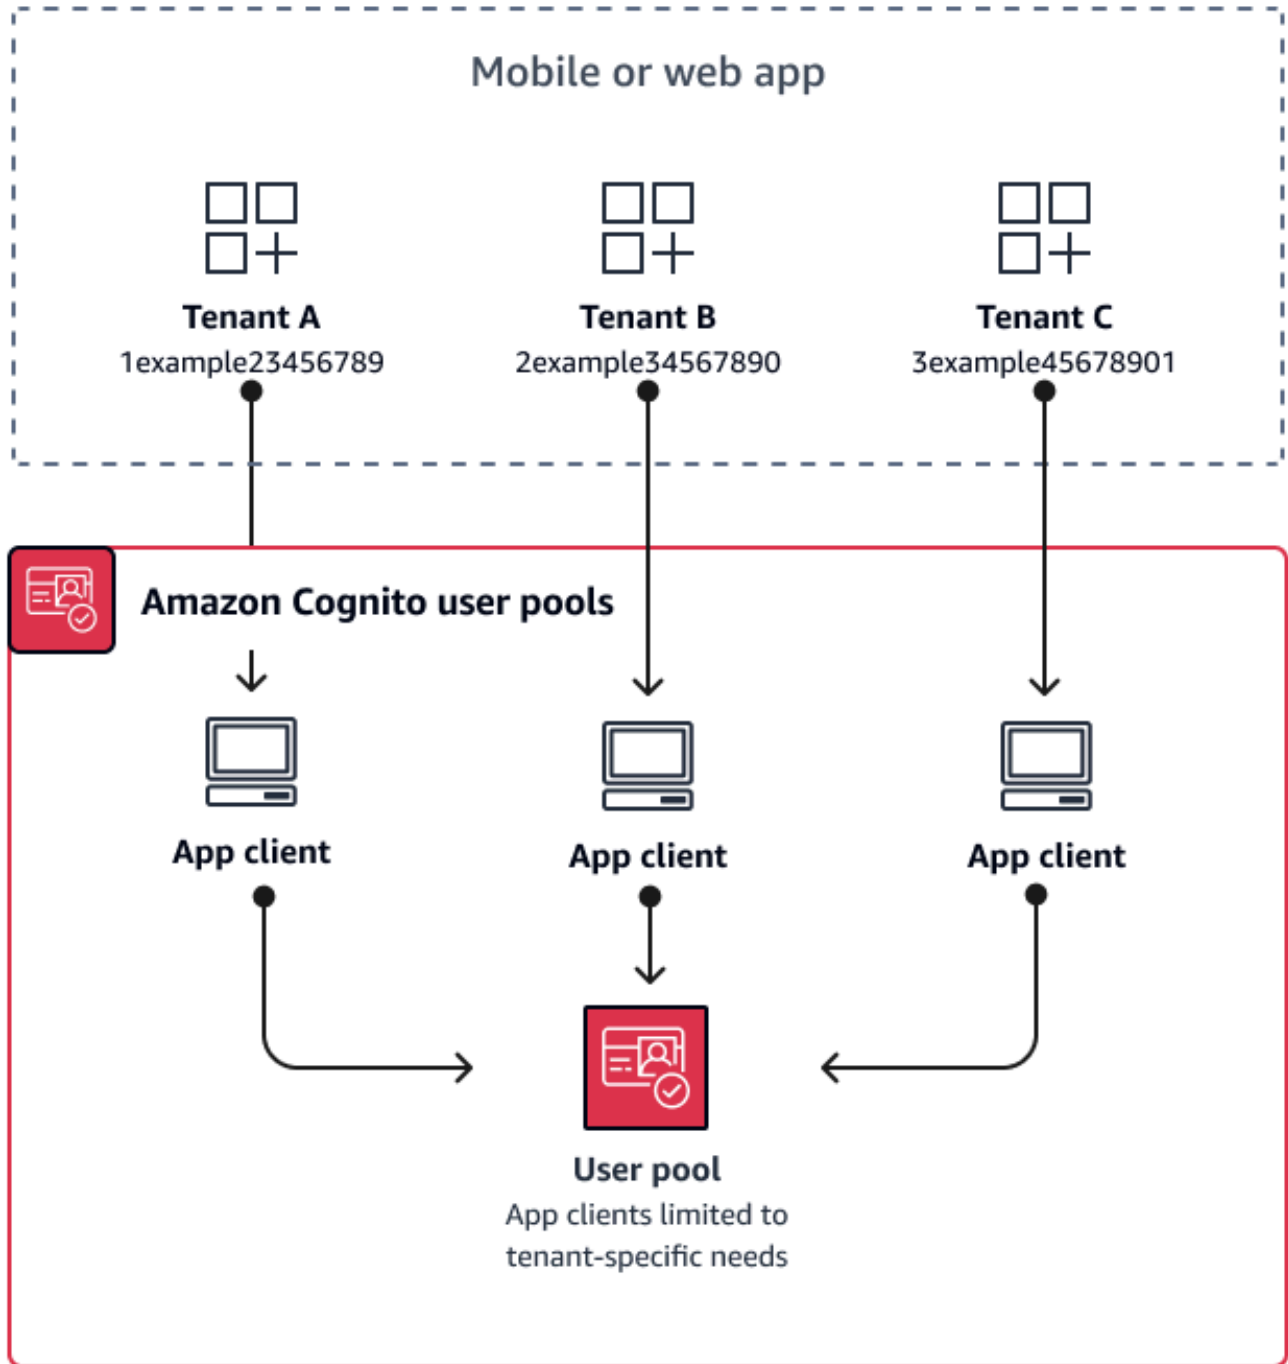 Mobile or web app
Tenant A
1example23456789
Tenant B
2example34567890
Tenant C
3example45678901
Amazon Cognito user pools
App client
App client
App client
User pool
App clients limited to
tenant-specific needs